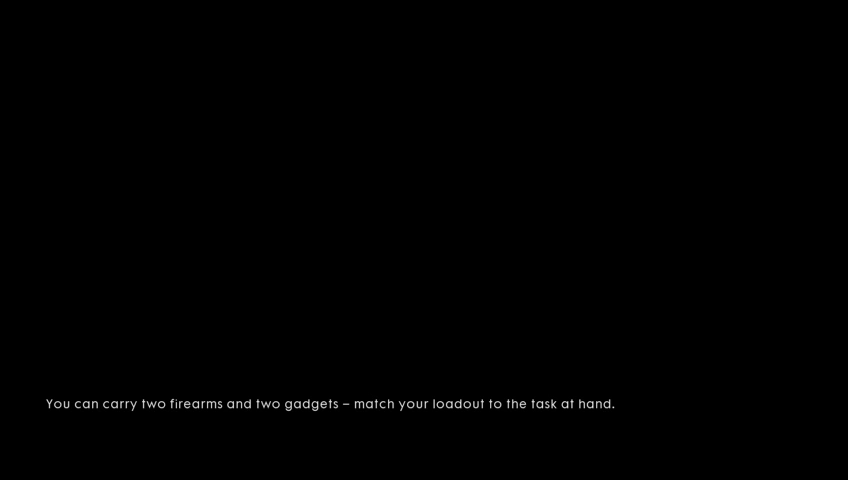 You can carry two firearms and two gadgets – match your loadout to the task at hand.